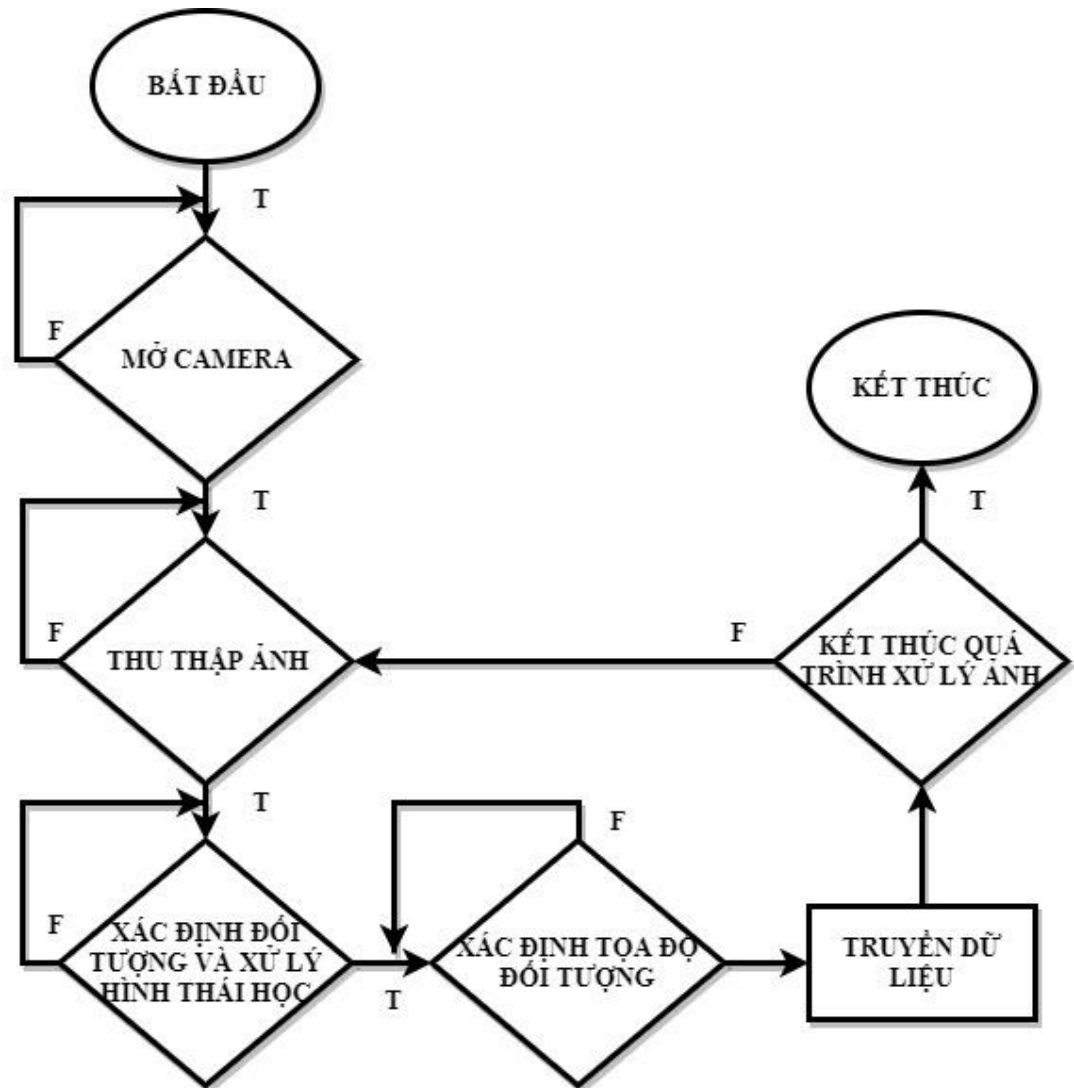 BẮT ĐẦU
T
F
MỞ CAMERA
T
F
THU THẬP ẢNH
T
F
XÁC ĐỊNH ĐỐI
TƯỢNG VÀ XỬ LÝ
HÌNH THÁI HỌC
T
F
XÁC ĐỊNH TỌA ĐỘ
ĐỐI TƯỢNG
TRUYỀN DỮ
LIỆU
KẾT THÚC QUÁ
TRÌNH XỬ LÝ ẢNH
F
T
KẾT THÚC